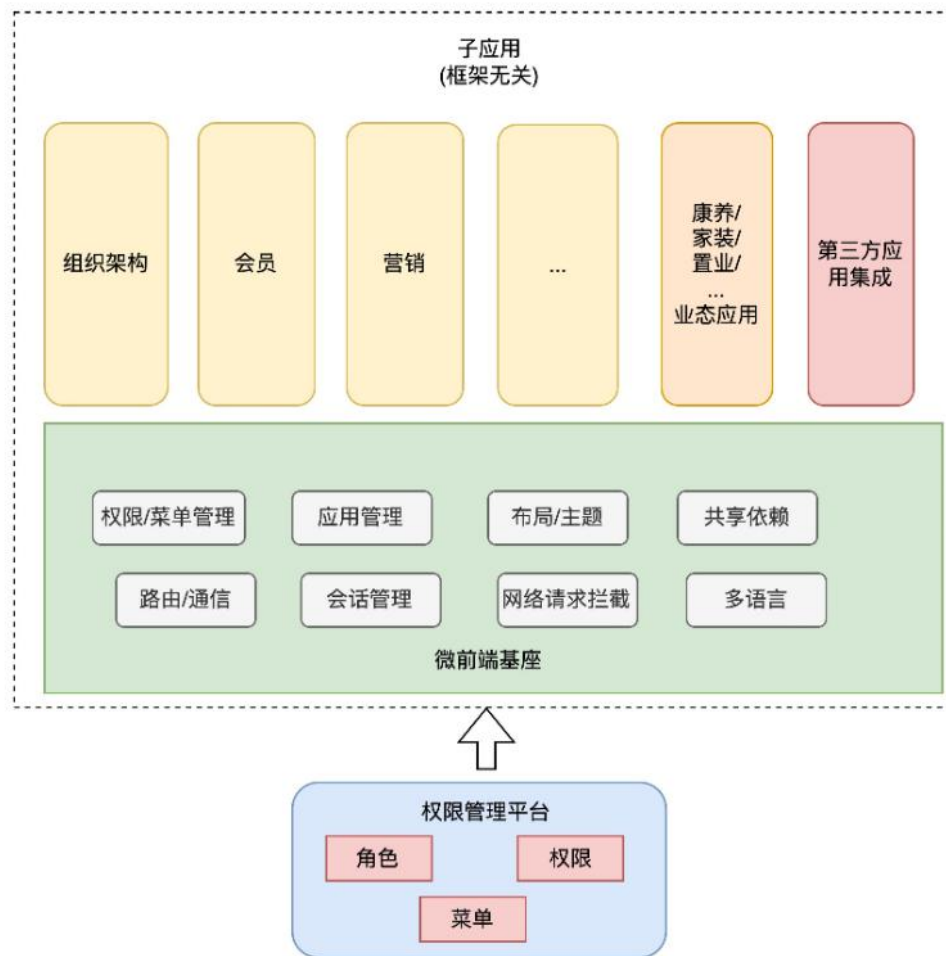 子应用
(框架无关)
组织架构
会员
营销
...
康养/
家装/
置业/
...
业态应用
第三方应
用集成
权限/菜单管理
应用管理
布局/主题
共享依赖
路由/通信
会话管理
网络请求拦截
多语言
微前端基座
权限管理平台
角色
权限
菜单